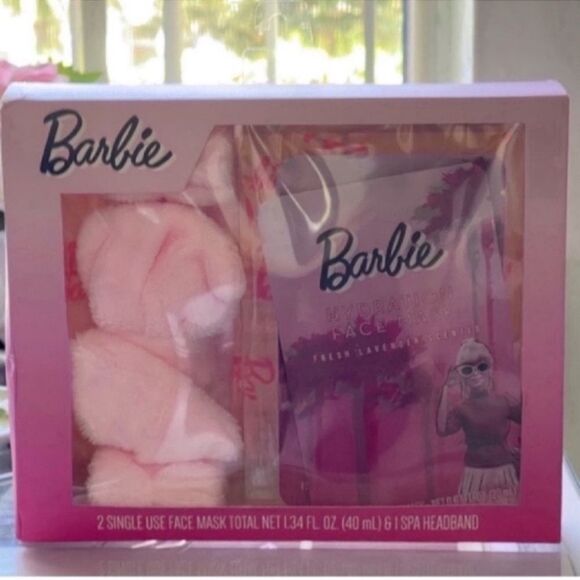 Barbie
Barbie
HYDRATION
FACE MASK
FRESH LAVENDER SCENTED
2 SINGLE USE FACE MASK TOTAL NET 1.34 FL. OZ. (40 mL) & 1 SPA HEADBAND